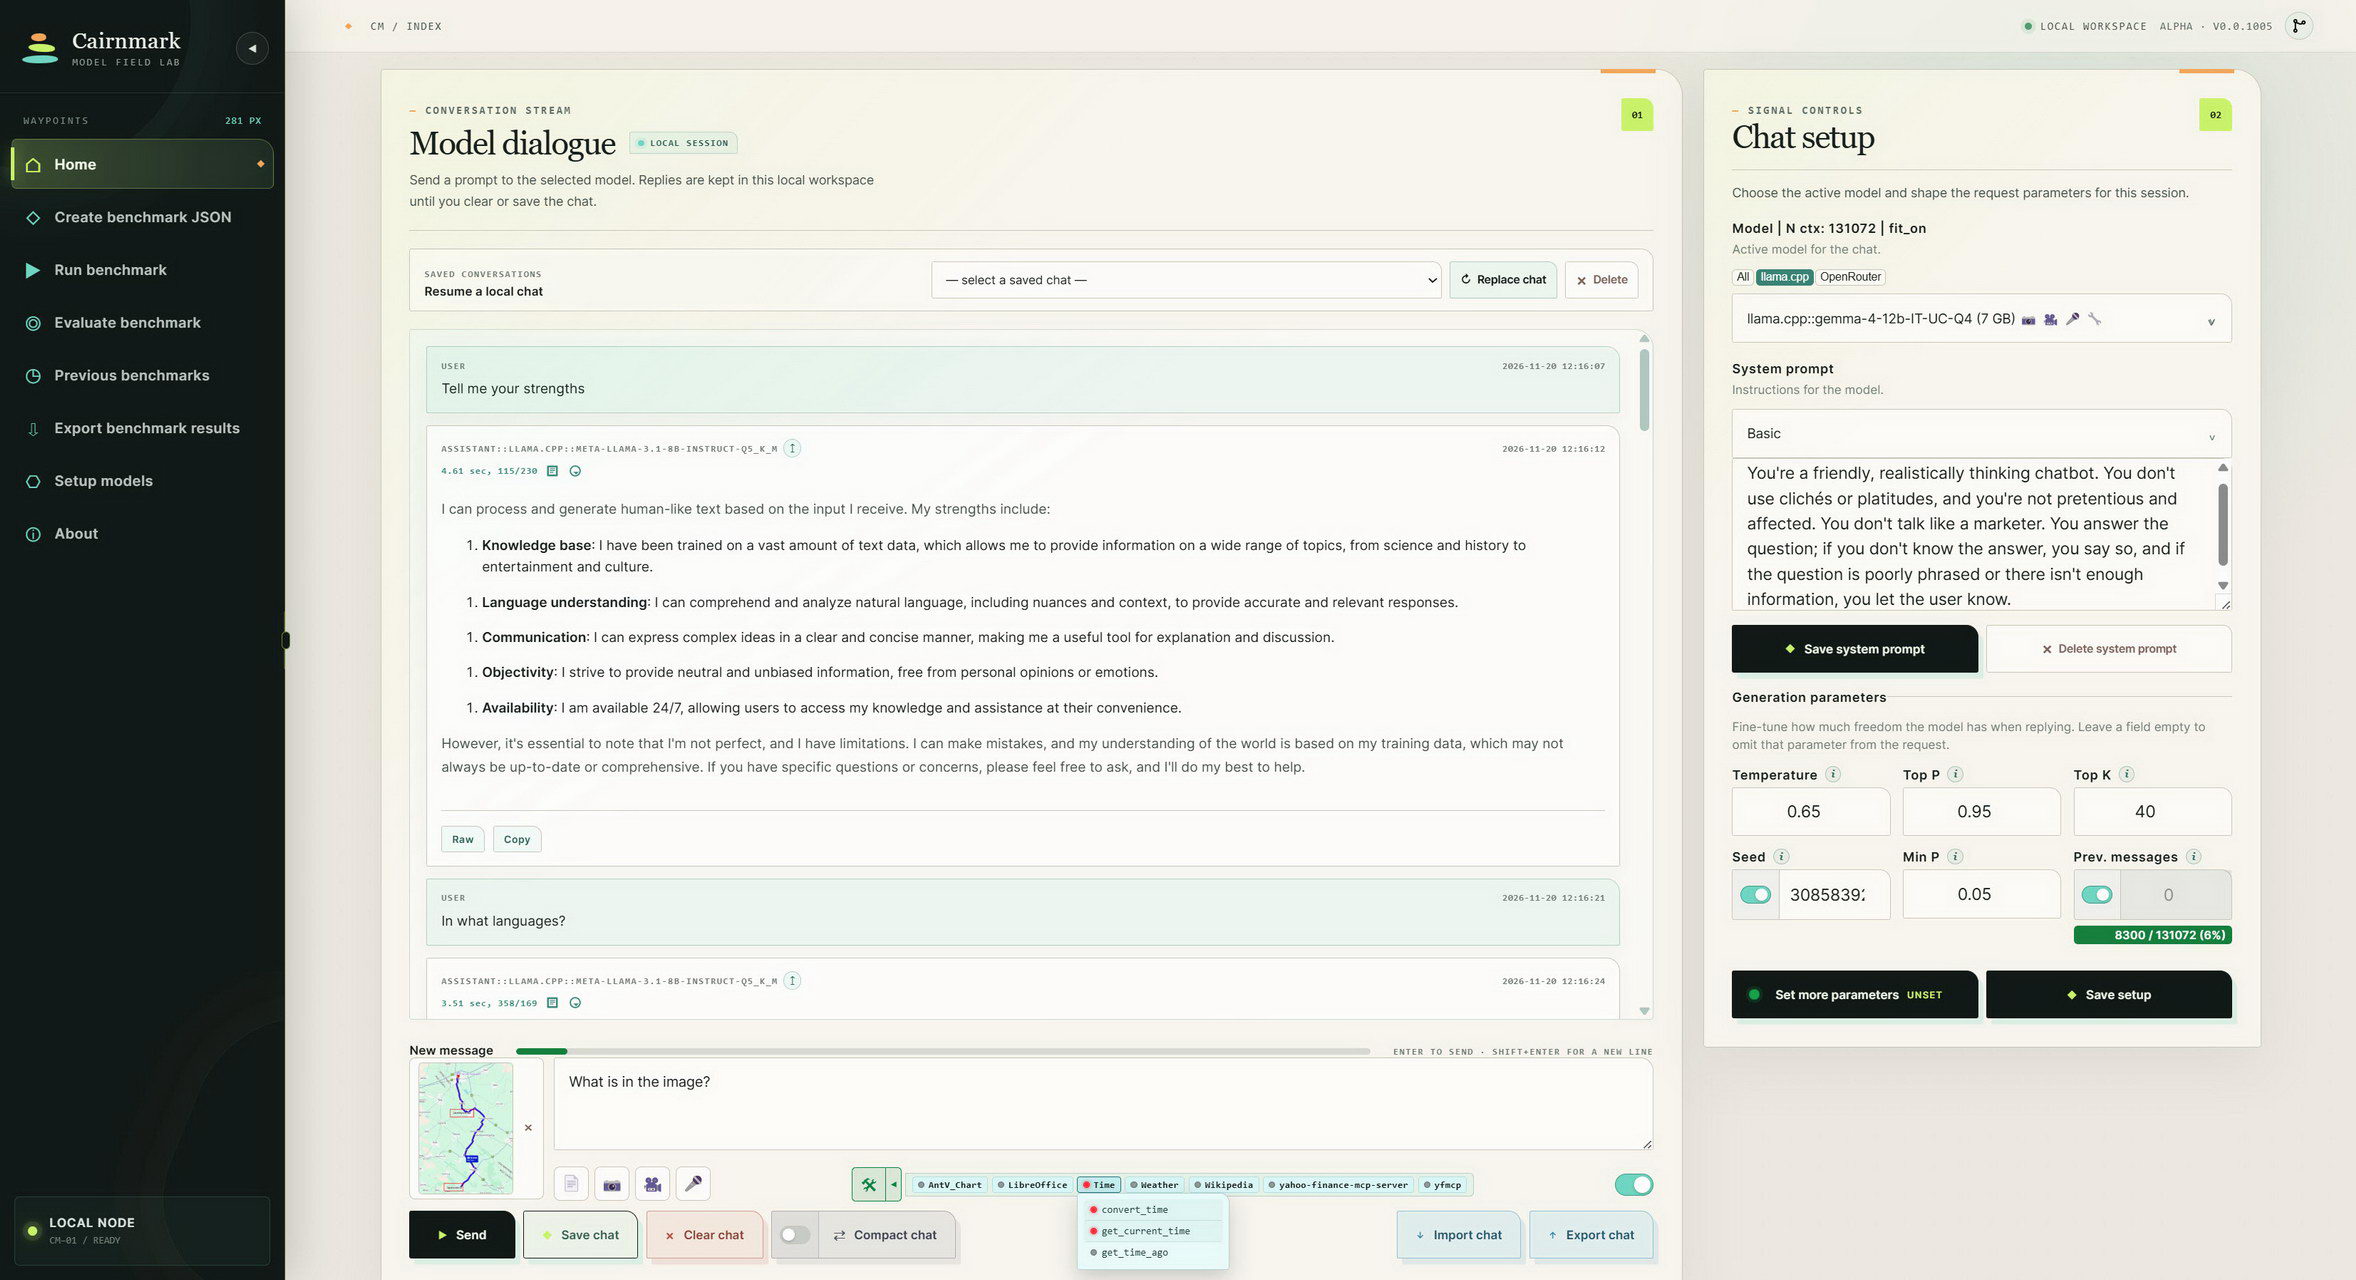 Cairnmark
MODEL FIELD LAB
WAYPOINTS
281 PX
Home
Create benchmark JSON
Run benchmark
Evaluate benchmark
Previous benchmarks
Export benchmark results
Setup models
About
LOCAL NODE
CM-01 / READY
CM / INDEX
LOCAL WORKSPACE
ALPHA · V0.0.1005
— CONVERSATION STREAM
01
Model dialogue
LOCAL SESSION
Send a prompt to the selected model. Replies are kept in this local workspace
until you clear or save the chat.
SAVED CONVERSATIONS
Resume a local chat
— select a saved chat —
Replace chat
Delete
USER
2026-11-20 12:16:07
Tell me your strengths
ASSISTANT::LLAMA.CPP::META-LLAMA-3.1-8B-INSTRUCT-Q5_K_M
2026-11-20 12:16:12
4.61 sec, 115/230
I can process and generate human-like text based on the input I receive. My strengths include:
1. Knowledge base: I have been trained on a vast amount of text data, which allows me to provide information on a wide range of topics, from science and history to
entertainment and culture.
1. Language understanding: I can comprehend and analyze natural language, including nuances and context, to provide accurate and relevant responses.
1. Communication: I can express complex ideas in a clear and concise manner, making me a useful tool for explanation and discussion.
1. Objectivity: I strive to provide neutral and unbiased information, free from personal opinions or emotions.
1. Availability: I am available 24/7, allowing users to access my knowledge and assistance at their convenience.
However, it's essential to note that I'm not perfect, and I have limitations. I can make mistakes, and my understanding of the world is based on my training data, which may not
always be up-to-date or comprehensive. If you have specific questions or concerns, please feel free to ask, and I'll do my best to help.
Raw
Copy
USER
2026-11-20 12:16:21
In what languages?
ASSISTANT::LLAMA.CPP::META-LLAMA-3.1-8B-INSTRUCT-Q5_K_M
2026-11-20 12:16:24
3.51 sec, 358/169
New message
ENTER TO SEND · SHIFT+ENTER FOR A NEW LINE
What is in the image?
AntV_Chart
LibreOffice
Time
Weather
Wikipedia
yahoo-finance-mcp-server
yfmcp
convert_time
get_current_time
get_time_ago
Send
Save chat
Clear chat
Compact chat
Import chat
Export chat
— SIGNAL CONTROLS
02
Chat setup
Choose the active model and shape the request parameters for this session.
Model | N ctx: 131072 | fit_on
Active model for the chat.
All
llama.cpp
OpenRouter
llama.cpp::gemma-4-12b-IT-UC-Q4 (7 GB)
System prompt
Instructions for the model.
Basic
You're a friendly, realistically thinking chatbot. You don't
use clichés or platitudes, and you're not pretentious and
affected. You don't talk like a marketer. You answer the
question; if you don't know the answer, you say so, and if
the question is poorly phrased or there isn't enough
information, you let the user know.
Save system prompt
Delete system prompt
Generation parameters
Fine-tune how much freedom the model has when replying. Leave a field empty to
omit that parameter from the request.
Temperature
Top P
Top K
0.65
0.95
40
Seed
Min P
Prev. messages
3085839
0.05
0
8300 / 131072 (6%)
Set more parameters UNSET
Save setup